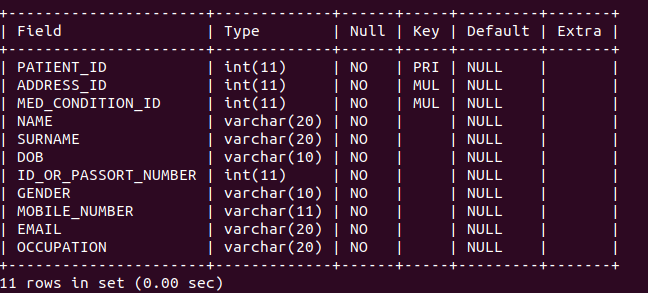 +----------------------+-------------+------+-----+---------+-------+
| Field                | Type        | Null | Key | Default | Extra |
+----------------------+-------------+------+-----+---------+-------+
| PATIENT_ID           | int(11)     | NO   | PRI | NULL    |       |
| ADDRESS_ID           | int(11)     | NO   | MUL | NULL    |       |
| MED_CONDITION_ID     | int(11)     | NO   | MUL | NULL    |       |
| NAME                 | varchar(20) | NO   |     | NULL    |       |
| SURNAME              | varchar(20) | NO   |     | NULL    |       |
| DOB                  | varchar(10) | NO   |     | NULL    |       |
| ID_OR_PASSORT_NUMBER | int(11)     | NO   |     | NULL    |       |
| GENDER               | varchar(10) | NO   |     | NULL    |       |
| MOBILE_NUMBER        | varchar(11) | NO   |     | NULL    |       |
| EMAIL                | varchar(20) | NO   |     | NULL    |       |
| OCCUPATION           | varchar(20) | NO   |     | NULL    |       |
+----------------------+-------------+------+-----+---------+-------+
11 rows in set (0.00 sec)